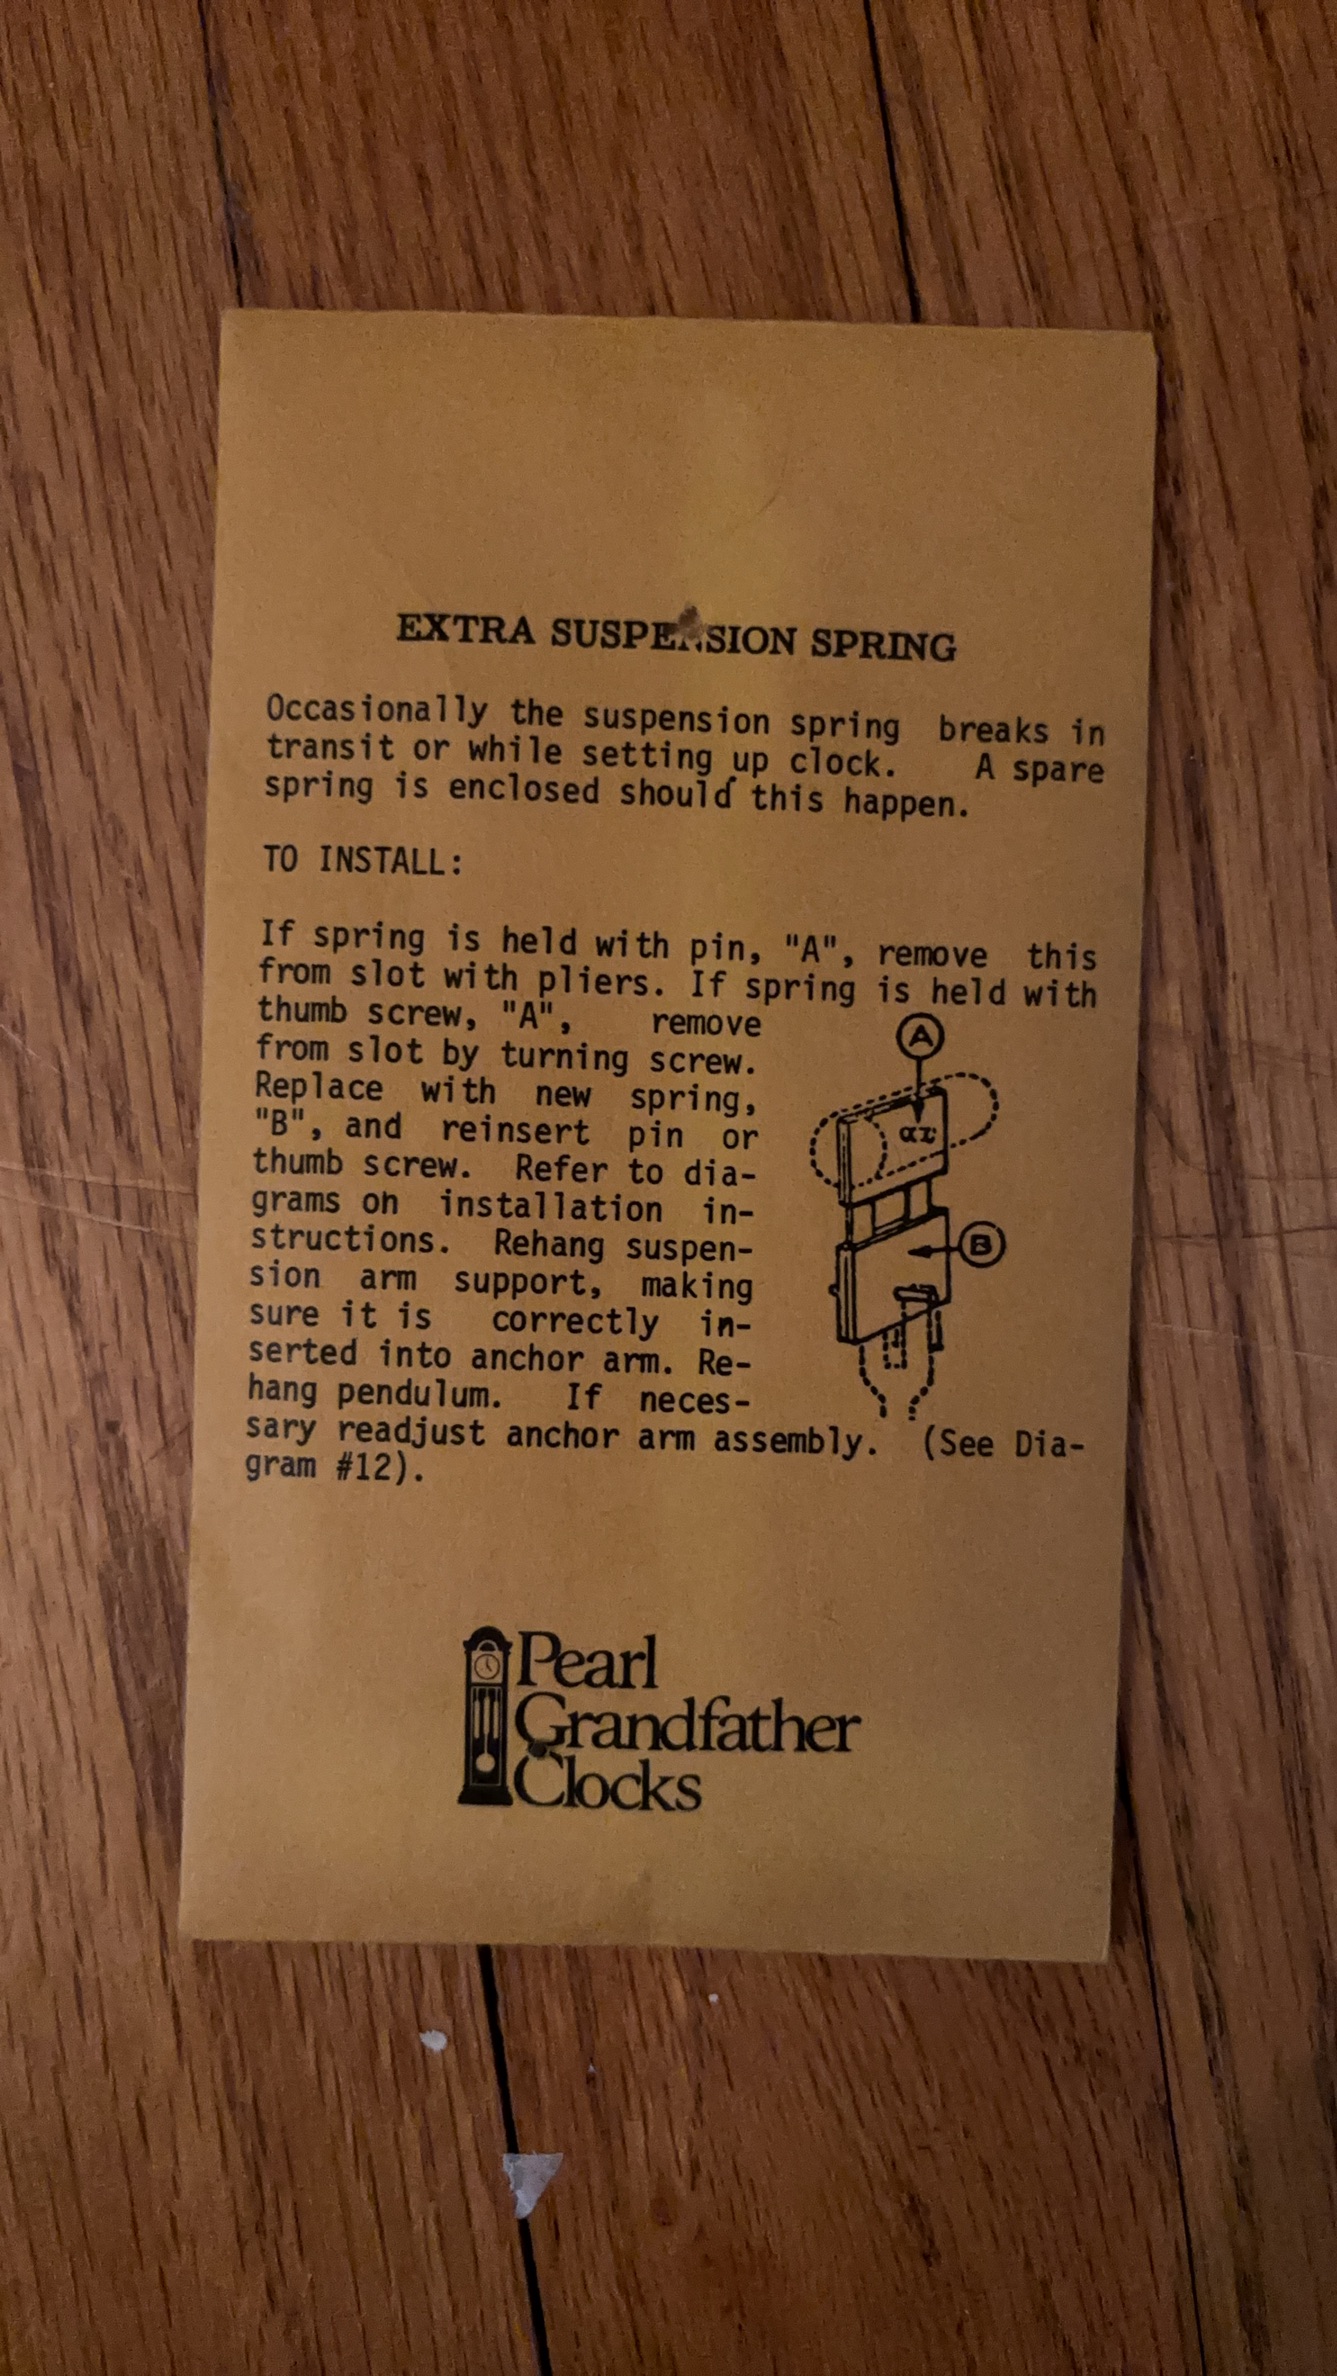 EXTRA SUSPENSION SPRING
Occasionally the suspension spring breaks in
transit or while setting up clock. A spare
spring is enclosed should this happen.
TO INSTALL:
If spring is held with pin, "A", remove this
from slot with pliers. If spring is held with
thumb screw, "A", remove
from slot by turning screw.
Replace with new spring,
"B", and reinsert pin or
thumb screw. Refer to dia-
grams on installation in-
structions. Rehang suspen-
sion arm support, making
sure it is correctly in-
serted into anchor arm. Re-
hang pendulum. If neces-
sary readjust anchor arm assembly. (See Dia-
gram #12).
A
B
Pearl
Grandfather
Clocks